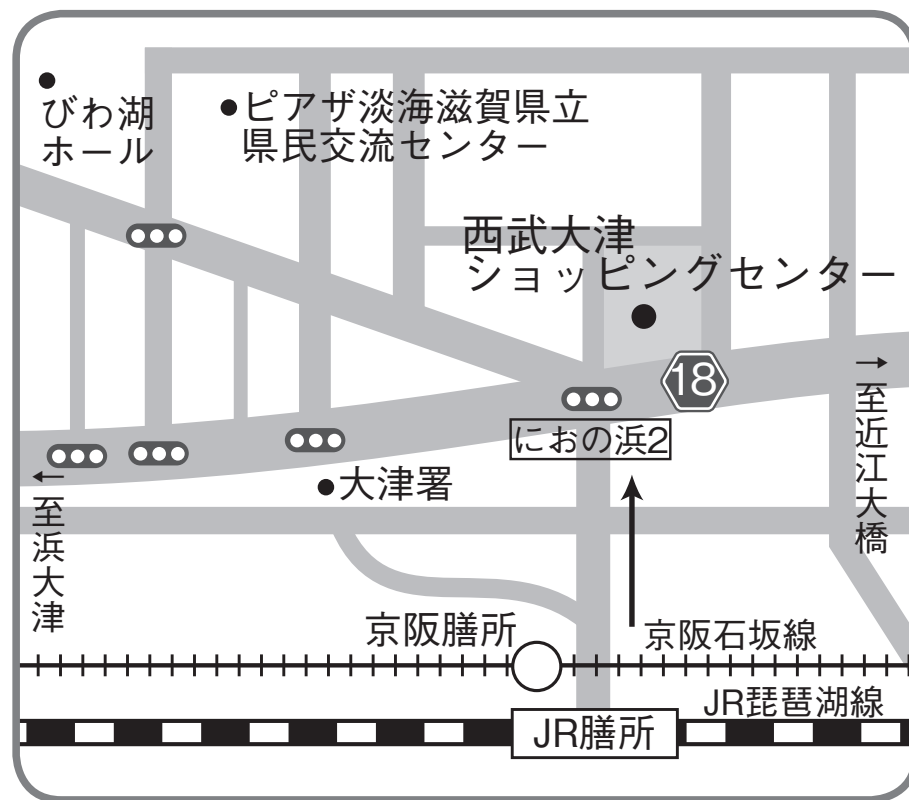 びわ湖
ホール
ピアザ淡海滋賀県立
県民交流センター
西武大津
ショッピングセンター
18
におの浜2
→至近江大橋
大津署
←至浜大津
京阪膳所
京阪石坂線
JR琵琶湖線
JR膳所